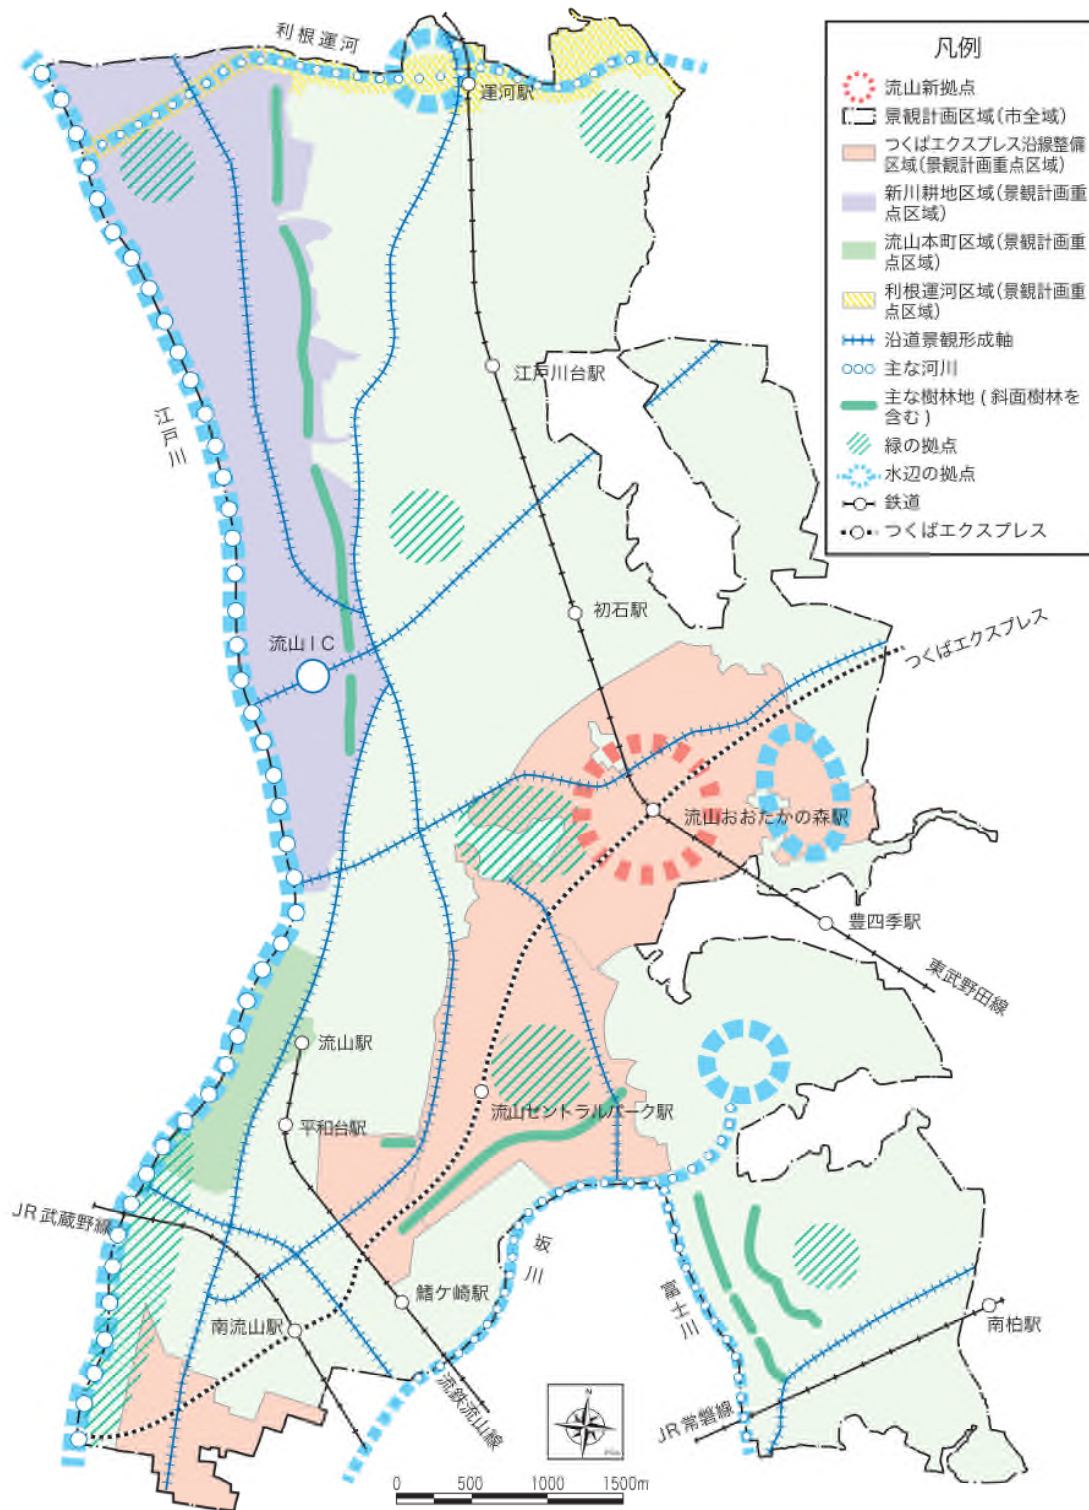 利根運河
運河駅
凡例
流山新拠点
景観計画区域(市全域)
つくばエクスプレス沿線整備
区域(景観計画重点区域)
新川耕地区域(景観計画重
点区域)
流山本町区域(景観計画重
点区域)
利根運河区域(景観計画重
点区域)
沿道景観形成軸
主な河川
主な樹林地(斜面樹林を
含む)
緑の拠点
水辺の拠点
鉄道
つくばエクスプレス
江戸川台駅
江戸川
初石駅
流山IC
つくばエクスプレス
流山おおたかの森駅
豊四季駅
東武野田線
流山駅
流山セントラルパーク駅
平和台駅
JR武蔵野線
坂川
富士川
鰭ケ崎駅
南流山駅
南柏駅
流鉄流山線
JR常磐線
N
0 500 1000 1500m